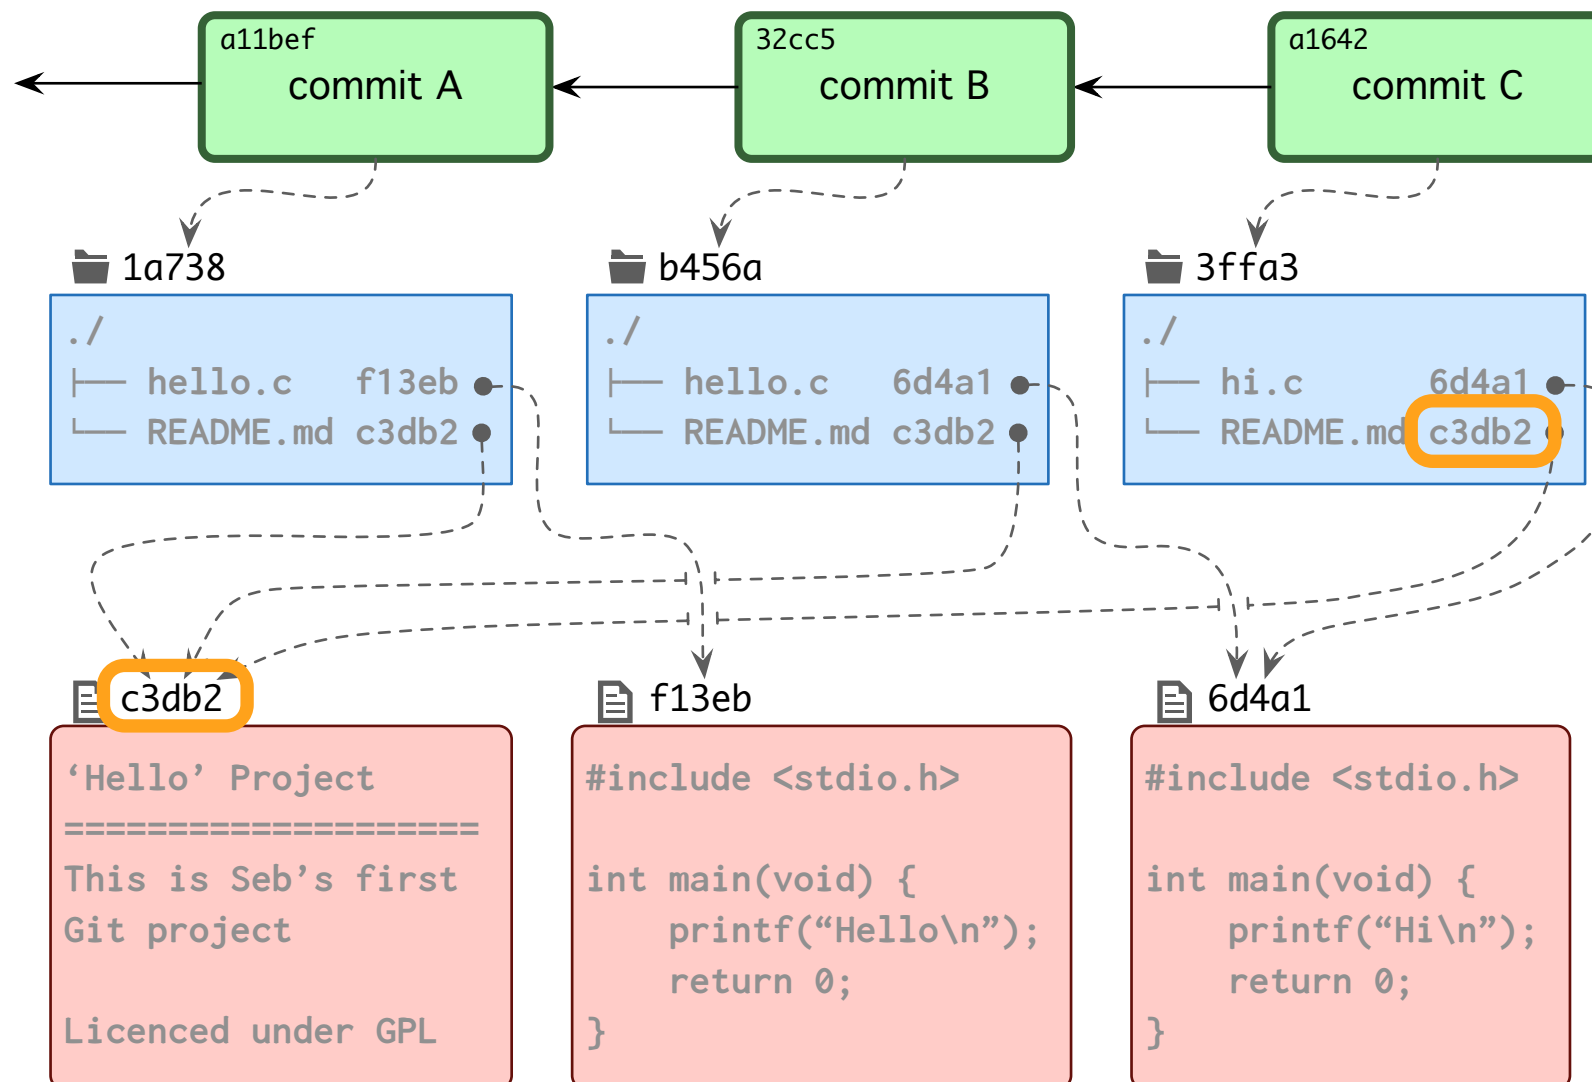 a11bef
commit A
32cc5
commit B
a1642
commit C
1a738
./
├── hello.c f13eb
└── README.md c3db2
b456a
./
├── hello.c 6d4a1
└── README.md c3db2
3ffa3
./
├── hi.c 6d4a1
└── README.md c3db2
c3db2
‘Hello’ Project
====================
This is Seb’s first
Git project
Licenced under GPL
f13eb
#include <stdio.h>
int main(void) {
printf(“Hello\n”);
return 0;
}
6d4a1
#include <stdio.h>
int main(void) {
printf(“Hi\n”);
return 0;
}